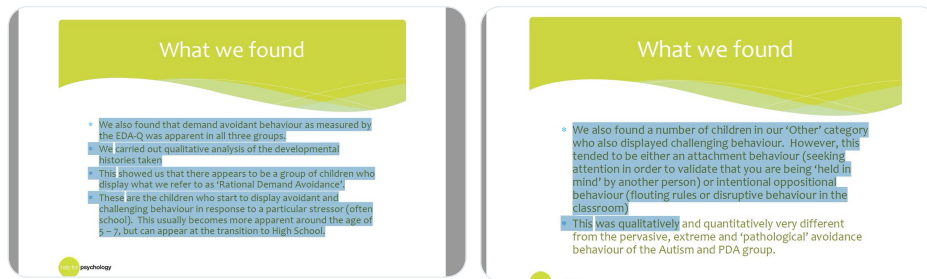 What we found
* We also found that demand avoidant behaviour as measured by
the EDA-Q was apparent in all three groups.
* We carried out qualitative analysis of the developmental
histories taken
* This showed us that there appears to be a group of children who
display what we refer to as 'Rational Demand Avoidance'.
* These are the children who start to display avoidant and
challenging behaviour in response to a particular stressor (often
school). This usually becomes more apparent around the age of
5 – 7, but can appear at the transition to High School.
psychology
What we found
* We also found a number of children in our 'Other' category
who also displayed challenging behaviour. However, this
tended to be either an attachment behaviour (seeking
attention in order to validate that you are being 'held in
mind' by another person) or intentional oppositional
behaviour (flouting rules or disruptive behaviour in the
classroom)
* This was qualitatively and quantitatively very different
from the pervasive, extreme and 'pathological' avoidance
behaviour of the Autism and PDA group.